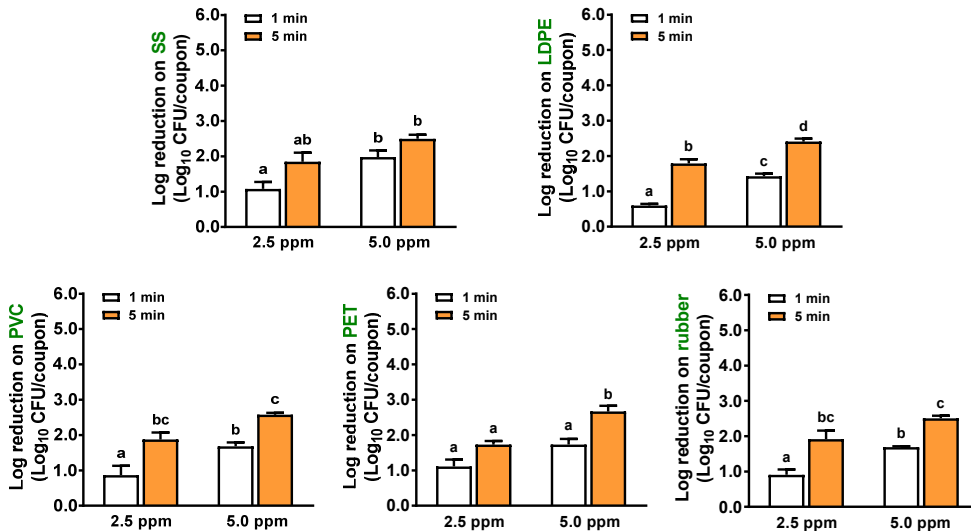 Log reduction on SS
(Log₁₀ CFU/coupon)
6.0
5.0
4.0
3.0
2.0
1.0
0.0
1 min
5 min
a
ab
b
b
2.5 ppm
5.0 ppm
Log reduction on LDPE
(Log₁₀ CFU/coupon)
6.0
5.0
4.0
3.0
2.0
1.0
0.0
1 min
5 min
a
b
c
d
2.5 ppm
5.0 ppm
Log reduction on PVC
(Log₁₀ CFU/coupon)
6.0
5.0
4.0
3.0
2.0
1.0
0.0
1 min
5 min
a
bc
b
c
2.5 ppm
5.0 ppm
Log reduction on PET
(Log₁₀ CFU/coupon)
6.0
5.0
4.0
3.0
2.0
1.0
0.0
1 min
5 min
a
a
a
b
2.5 ppm
5.0 ppm
Log reduction on rubber
(Log₁₀ CFU/coupon)
6.0
5.0
4.0
3.0
2.0
1.0
0.0
1 min
5 min
a
bc
b
c
2.5 ppm
5.0 ppm